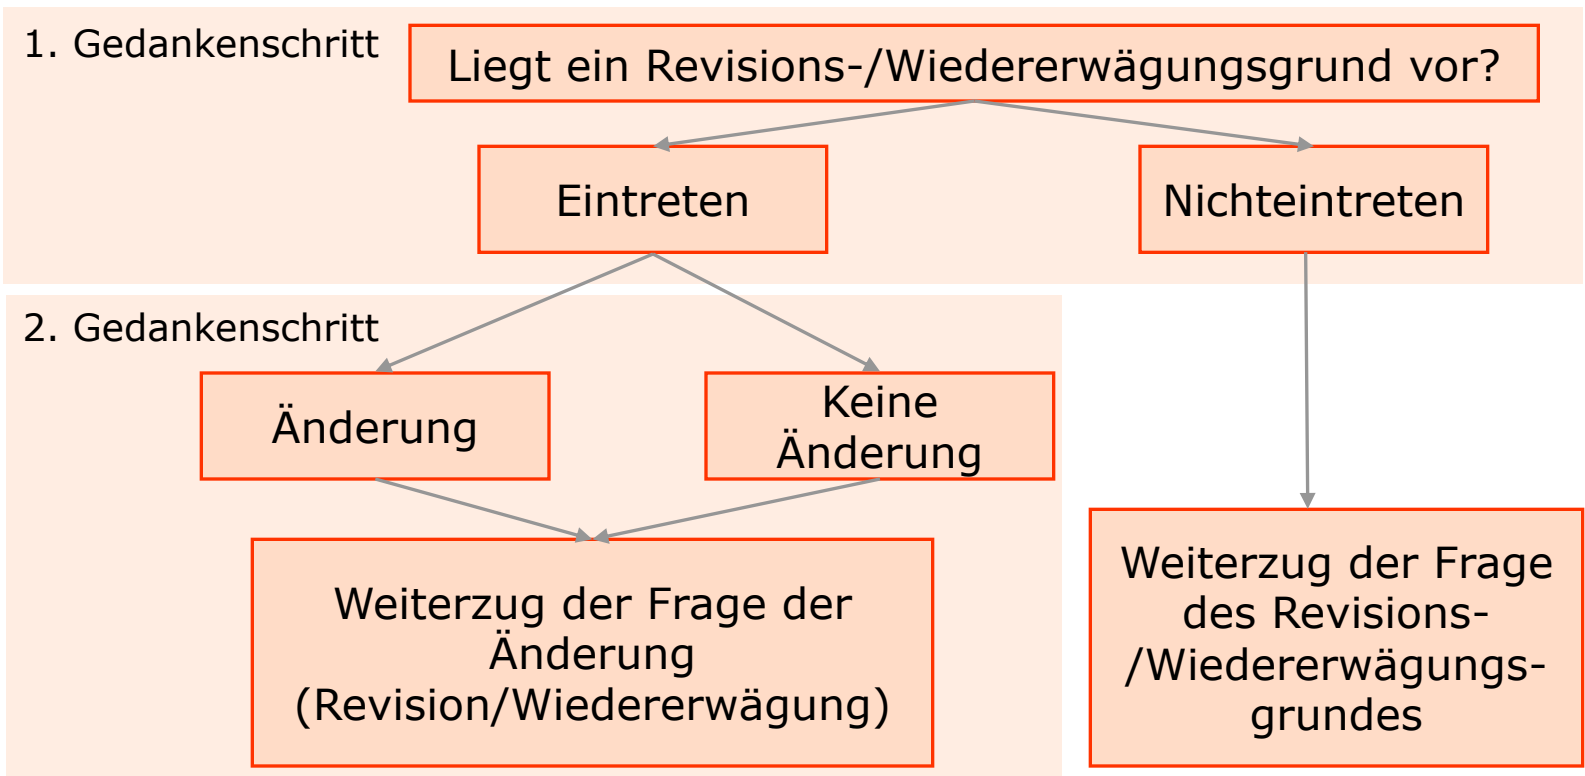 1. Gedankenschritt
Liegt ein Revisions-/Wiedererwägungsgrund vor?
Eintreten
Nichteintreten
2. Gedankenschritt
Änderung
Keine
Änderung
Weiterzug der Frage der
Änderung
(Revision/Wiedererwägung)
Weiterzug der Frage
des Revisions-
/Wiedererwägungs-
grundes